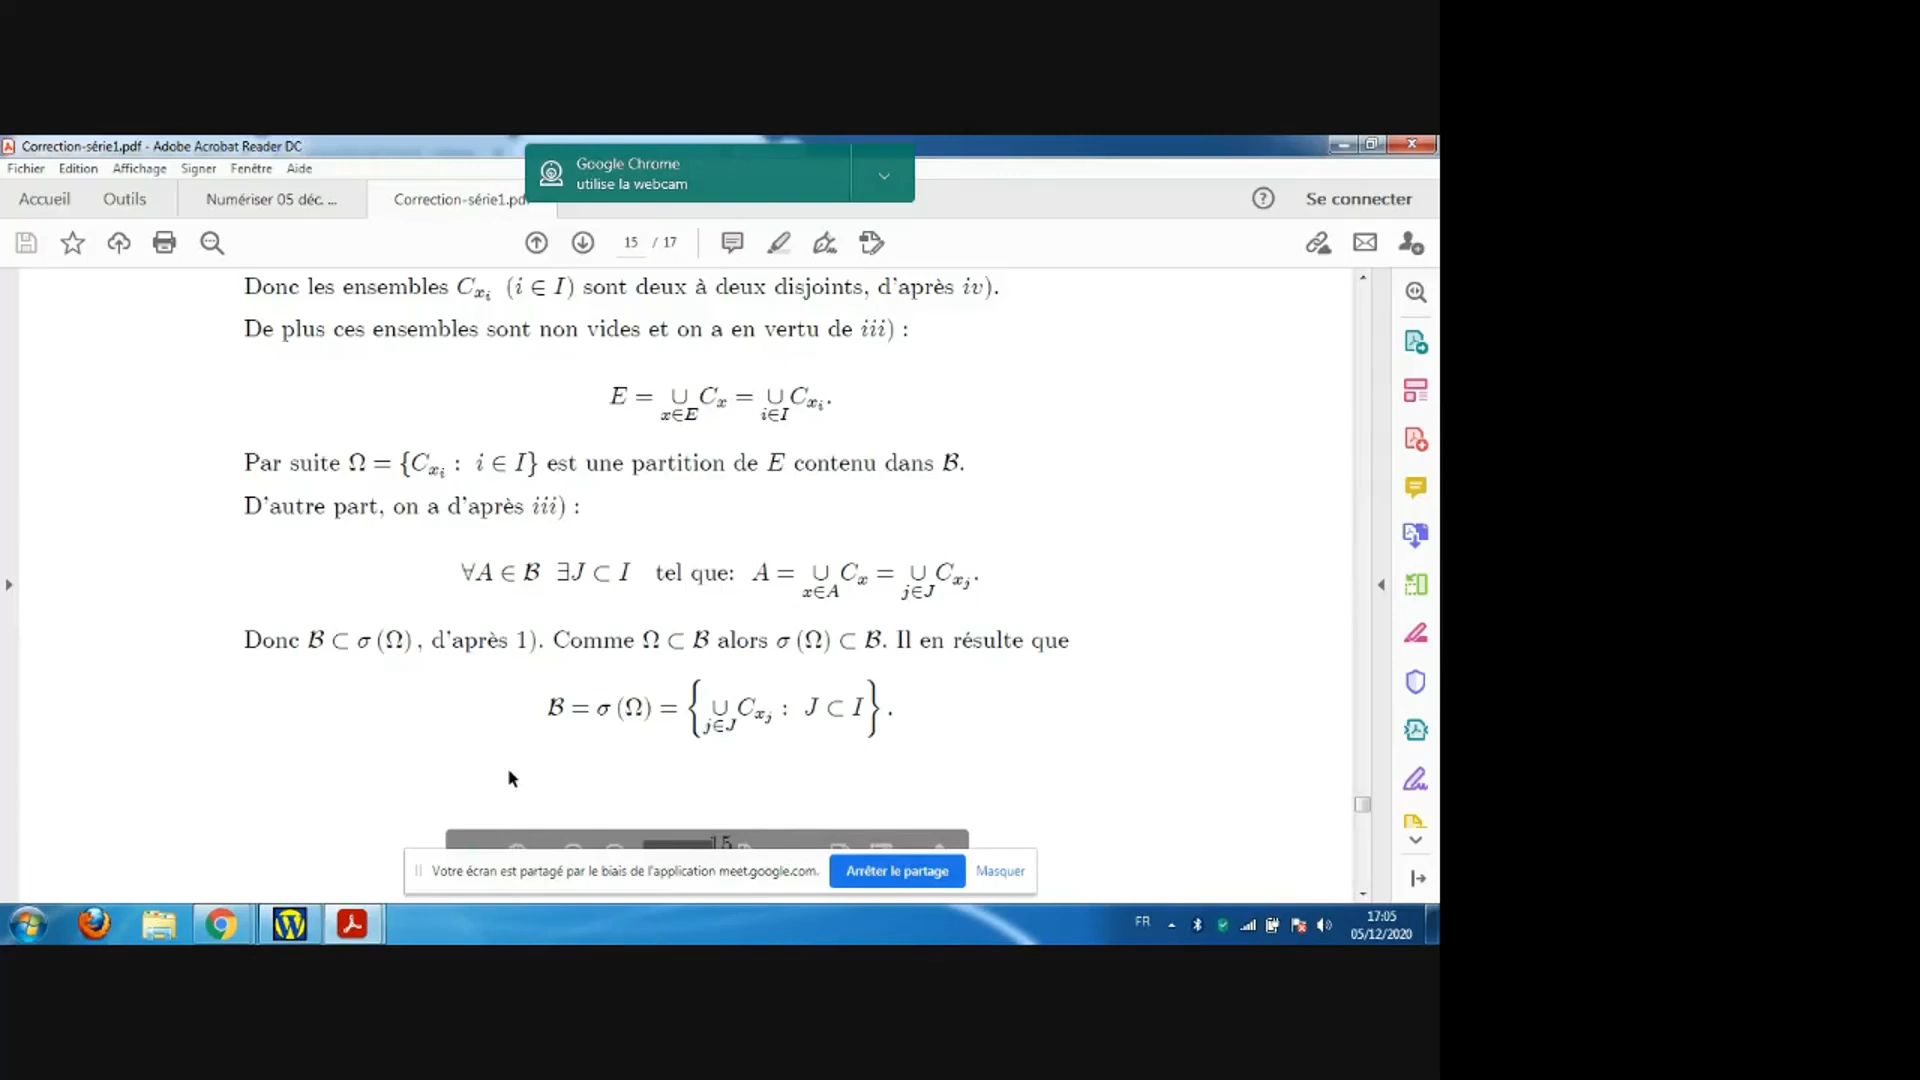 Correction-série1.pdf - Adobe Acrobat Reader DC
Google Chrome
utilise la webcam
Fichier Edition Affichage Signer Fenêtre Aide
Accueil Outils Numériser 05 déc. ... Correction-série1.pdf Se connecter
15 / 17
Donc les ensembles C_{x_i} (i ∈ I) sont deux à deux disjoints, d'après iv).
De plus ces ensembles sont non vides et on a en vertu de iii) :
E = ∪_{x∈E} C_x = ∪_{i∈I} C_{x_i}.
Par suite Ω = {C_{x_i} : i ∈ I} est une partition de E contenu dans ℬ.
D'autre part, on a d'après iii) :
∀A ∈ ℬ ∃J ⊂ I tel que: A = ∪_{x∈A} C_x = ∪_{j∈J} C_{x_j}.
Donc ℬ ⊂ σ (Ω) , d'après 1). Comme Ω ⊂ ℬ alors σ (Ω) ⊂ ℬ. Il en résulte que
ℬ = σ (Ω) = { ∪_{j∈J} C_{x_j} : J ⊂ I } .
15
Votre écran est partagé par le biais de l'application meet.google.com. Arrêter le partage Masquer
FR 17:05
05/12/2020